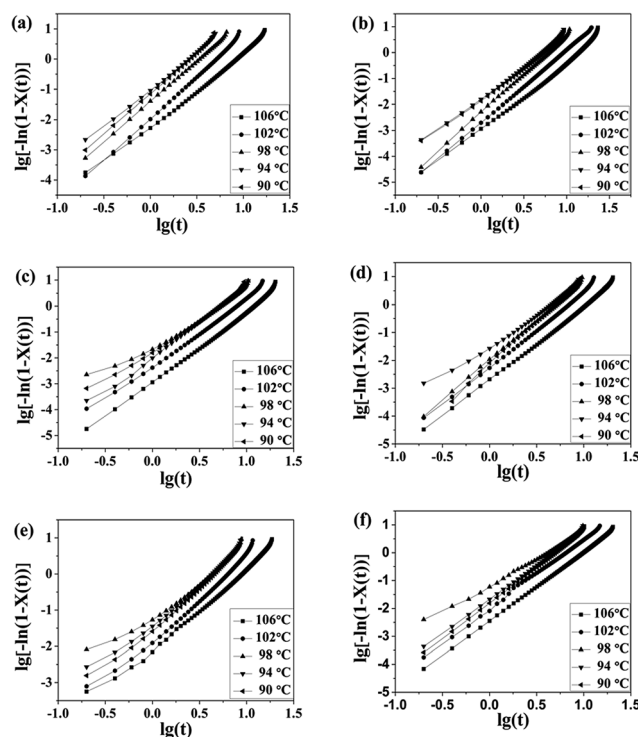 (a)
lg[-ln(1-X(t))]
1
0
-1
-2
-3
-4
106°C
102°C
98 °C
94 °C
90 °C
-1.0 -0.5 0.0 0.5 1.0 1.5
lg(t)
(b)
lg[-ln(1-X(t))]
1
0
-1
-2
-3
-4
-5
106°C
102°C
98 °C
94 °C
90 °C
-1.0 -0.5 0.0 0.5 1.0 1.5
lg(t)
(c)
lg[-ln(1-X(t))]
1
0
-1
-2
-3
-4
-5
106°C
102°C
98 °C
94 °C
90 °C
-1.0 -0.5 0.0 0.5 1.0 1.5
lg(t)
(d)
lg[-ln(1-X(t))]
1
0
-1
-2
-3
-4
-5
106°C
102°C
98 °C
94 °C
90 °C
-1.0 -0.5 0.0 0.5 1.0 1.5
lg(t)
(e)
lg[-ln(1-X(t))]
1
0
-1
-2
-3
106°C
102°C
98 °C
94 °C
90 °C
-1.0 -0.5 0.0 0.5 1.0 1.5
lg(t)
(f)
lg[-ln(1-X(t))]
1
0
-1
-2
-3
-4
-5
106°C
102°C
98 °C
94 °C
90 °C
-1.0 -0.5 0.0 0.5 1.0 1.5
lg(t)